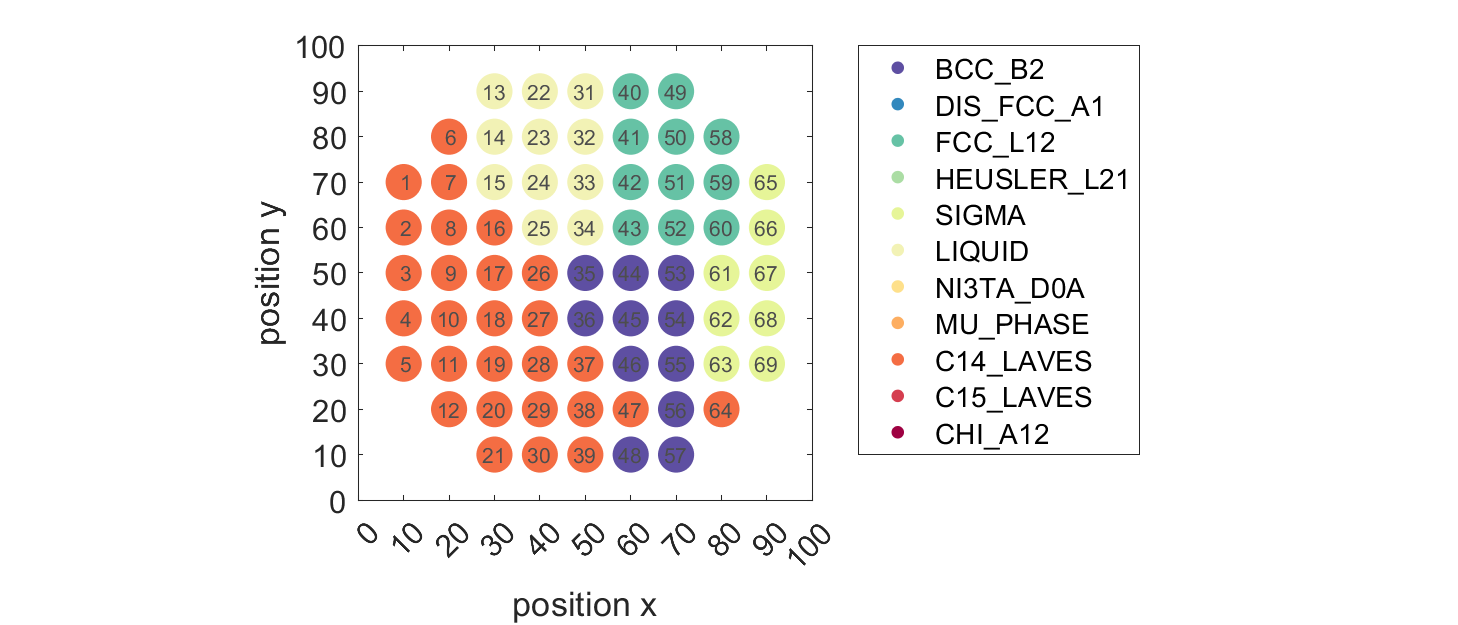 100
90
80
70
60
50
40
30
20
10
0
position y
13 22 31 40 49
6 14 23 32 41 50 58
1 7 15 24 33 42 51 59 65
2 8 16 25 34 43 52 60 66
3 9 17 26 35 44 53 61 67
4 10 18 27 36 45 54 62 68
5 11 19 28 37 46 55 63 69
12 20 29 38 47 56 64
21 30 39 48 57
0 10 20 30 40 50 60 70 80 90 100
position x
BCC_B2
DIS_FCC_A1
FCC_L12
HEUSLER_L21
SIGMA
LIQUID
NI3TA_D0A
MU_PHASE
C14_LAVES
C15_LAVES
CHI_A12